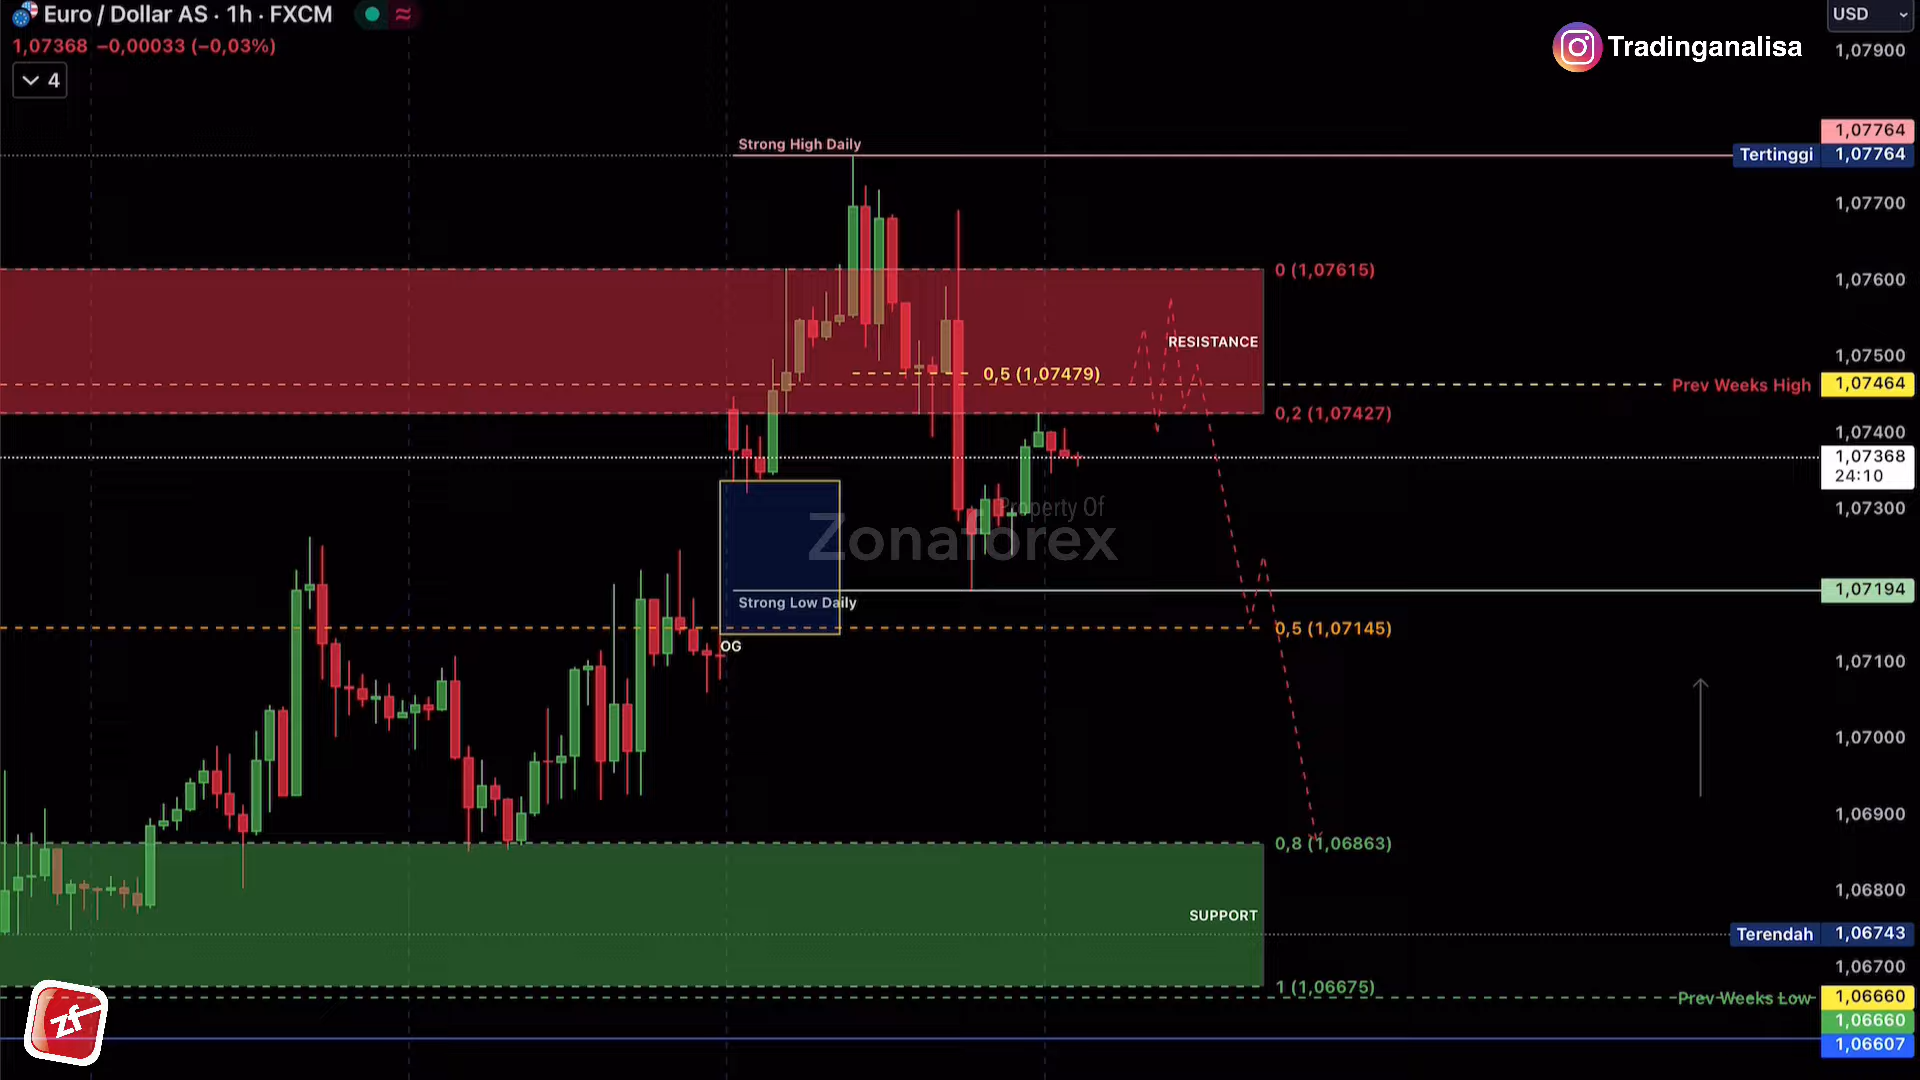 Euro / Dollar AS · 1h · FXCM
1,07368 −0,00033 (−0,03%)
4
USD
Tradinganalisa
1,07900
Strong High Daily
1,07764
Tertinggi 1,07764
1,07700
0 (1,07615)
1,07600
RESISTANCE
1,07500
0,5 (1,07479)
Prev Weeks High 1,07464
0,2 (1,07427)
1,07400
1,07368
24:10
1,07300
Property Of
Zonaforex
1,07194
Strong Low Daily
0,5 (1,07145)
OG
1,07100
1,07000
1,06900
0,8 (1,06863)
1,06800
SUPPORT
Terendah 1,06743
1,06700
1 (1,06675)
Prev Weeks Low 1,06660
1,06660
1,06607
zf